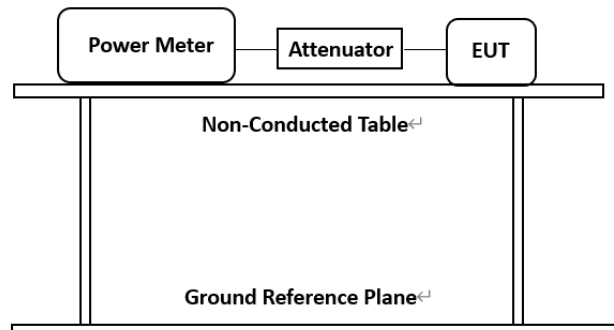 Power Meter
Attenuator
EUT
Non-Conducted Table
Ground Reference Plane